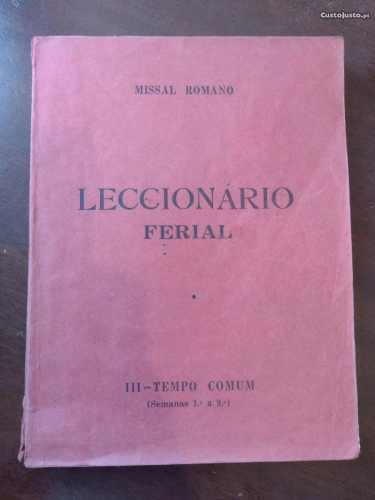 CustoJusto.pt
MISSAL ROMANO
LECCIONÁRIO
FERIAL
III-TEMPO COMUM
(Semanas 1.ª a 9.ª)